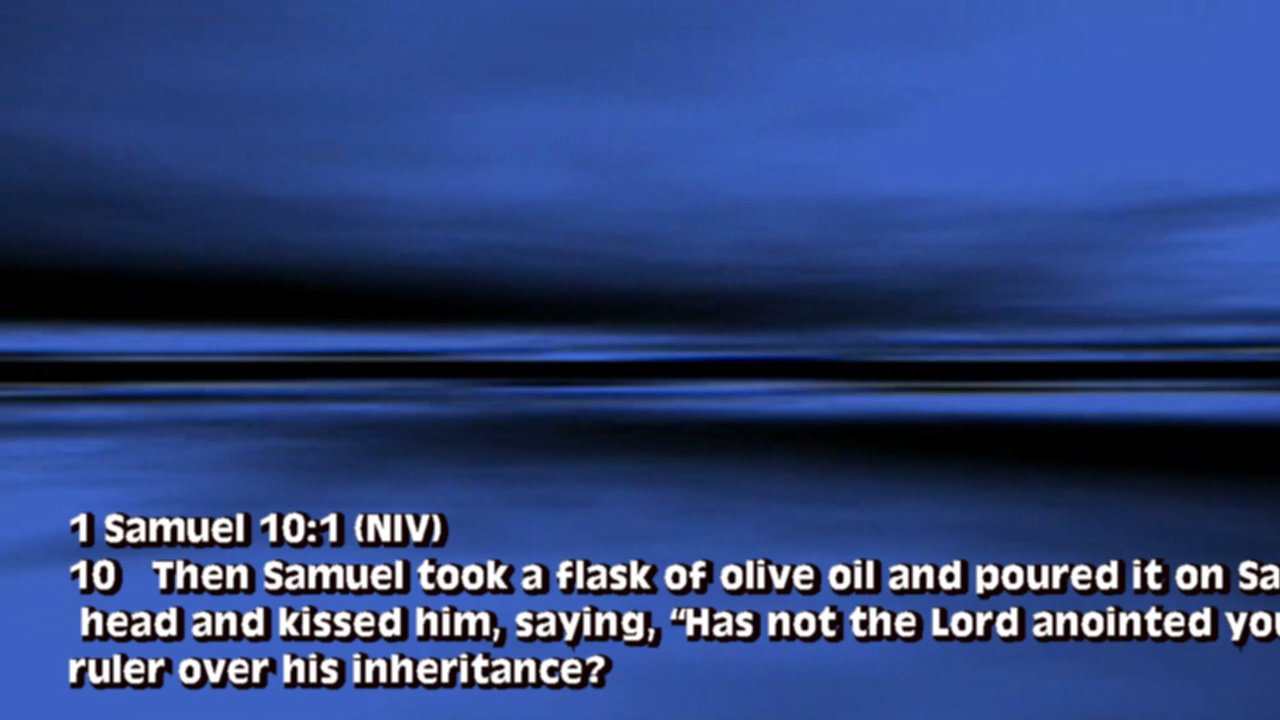 1 Samuel 10:1 (NIV)
10 Then Samuel took a flask of olive oil and poured it on Sa
head and kissed him, saying, “Has not the Lord anointed you
ruler over his inheritance?